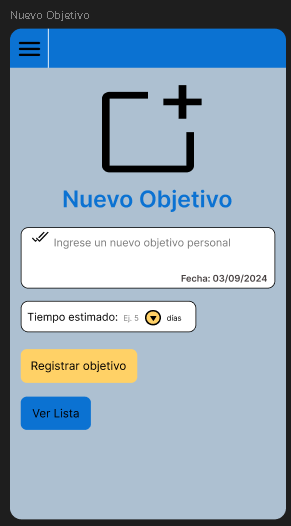 Nuevo Objetivo
Nuevo Objetivo
Ingrese un nuevo objetivo personal
Fecha: 03/09/2024
Tiempo estimado: Ej. 5 días
Registrar objetivo
Ver Lista